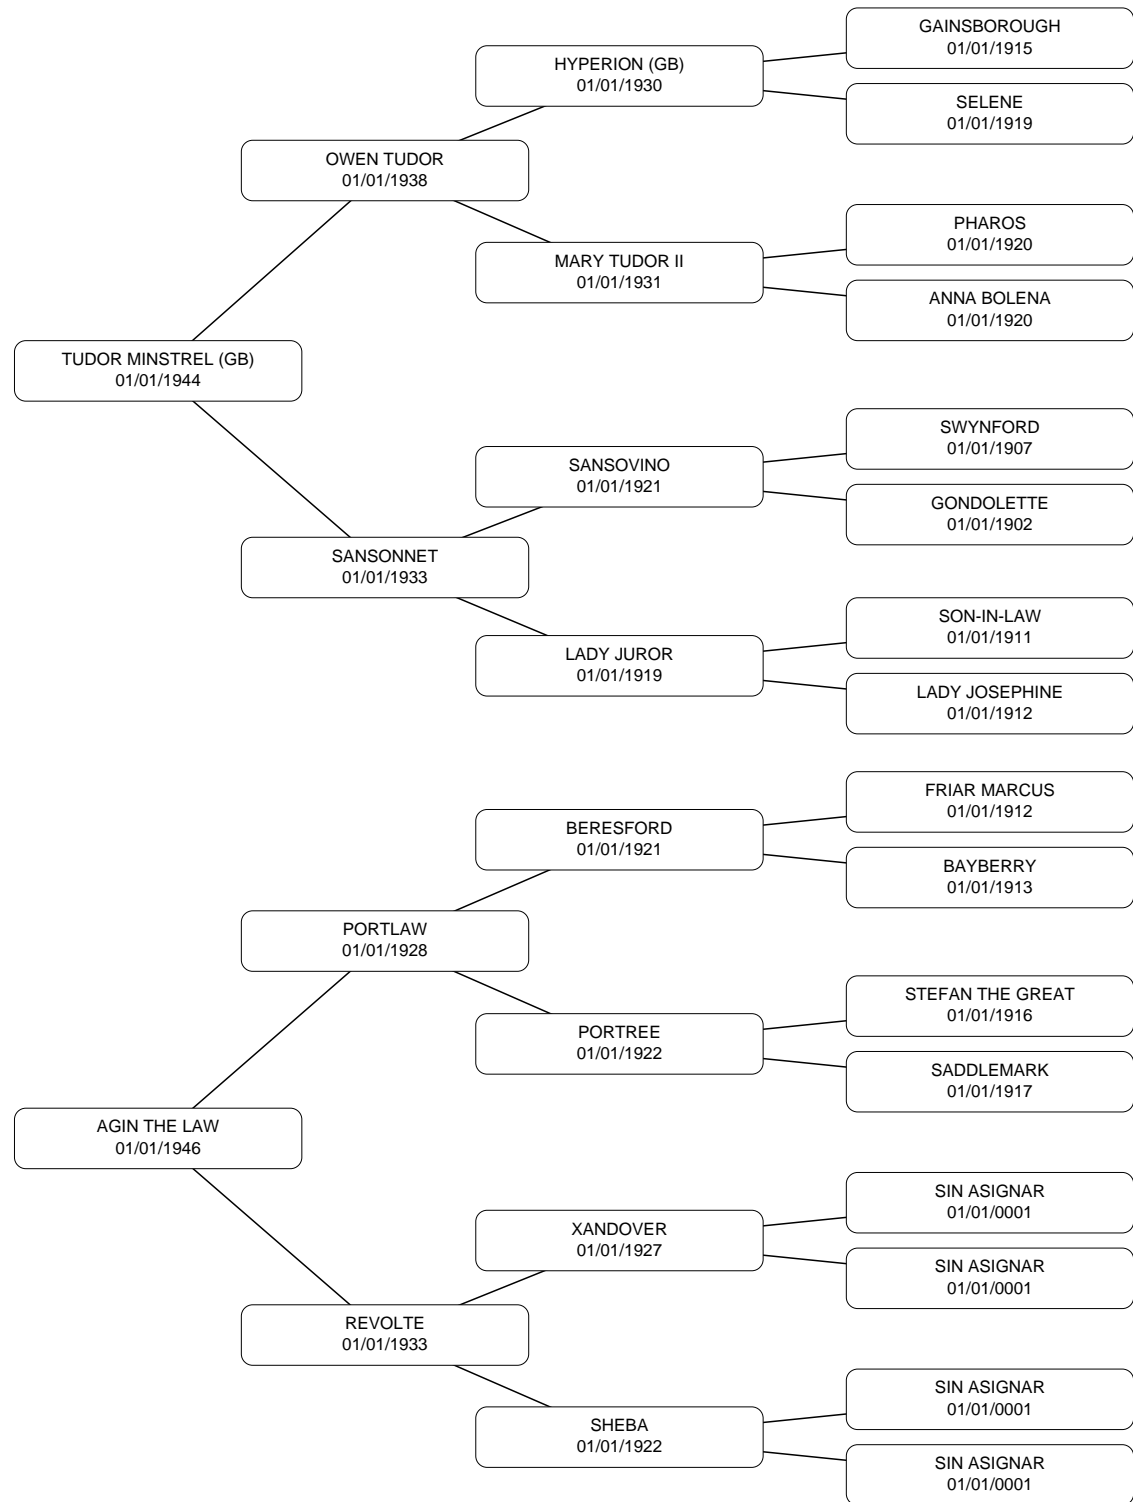 GAINSBOROUGH
01/01/1915
HYPERION (GB)
01/01/1930
SELENE
01/01/1919
OWEN TUDOR
01/01/1938
PHAROS
01/01/1920
MARY TUDOR II
01/01/1931
ANNA BOLENA
01/01/1920
TUDOR MINSTREL (GB)
01/01/1944
SWYNFORD
01/01/1907
SANSOVINO
01/01/1921
GONDOLETTE
01/01/1902
SANSONNET
01/01/1933
SON-IN-LAW
01/01/1911
LADY JUROR
01/01/1919
LADY JOSEPHINE
01/01/1912
FRIAR MARCUS
01/01/1912
BERESFORD
01/01/1921
BAYBERRY
01/01/1913
PORTLAW
01/01/1928
STEFAN THE GREAT
01/01/1916
PORTREE
01/01/1922
SADDLEMARK
01/01/1917
AGIN THE LAW
01/01/1946
SIN ASIGNAR
01/01/0001
XANDOVER
01/01/1927
SIN ASIGNAR
01/01/0001
REVOLTE
01/01/1933
SIN ASIGNAR
01/01/0001
SHEBA
01/01/1922
SIN ASIGNAR
01/01/0001